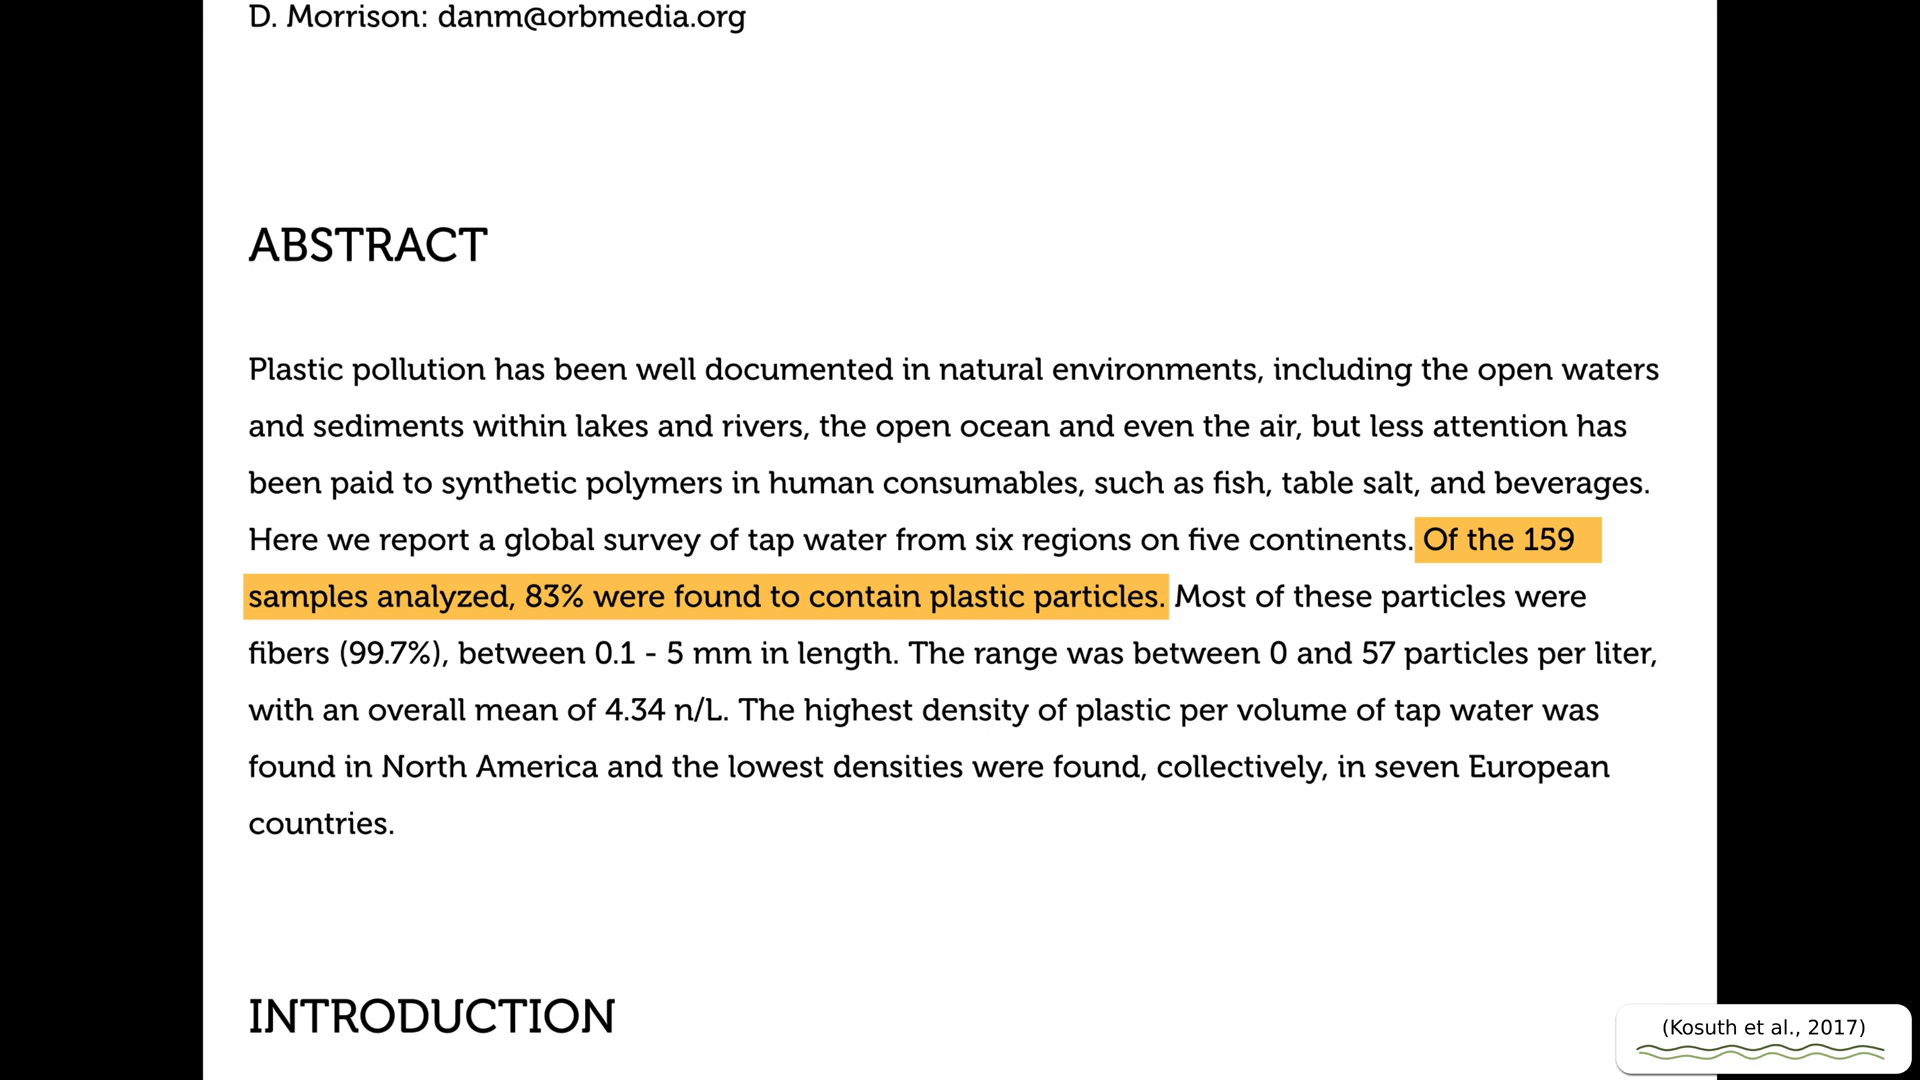 D. Morrison: danm@orbmedia.org
ABSTRACT
Plastic pollution has been well documented in natural environments, including the open waters
and sediments within lakes and rivers, the open ocean and even the air, but less attention has
been paid to synthetic polymers in human consumables, such as fish, table salt, and beverages.
Here we report a global survey of tap water from six regions on five continents. Of the 159
samples analyzed, 83% were found to contain plastic particles. Most of these particles were
fibers (99.7%), between 0.1 - 5 mm in length. The range was between 0 and 57 particles per liter,
with an overall mean of 4.34 n/L. The highest density of plastic per volume of tap water was
found in North America and the lowest densities were found, collectively, in seven European
countries.
INTRODUCTION
(Kosuth et al., 2017)